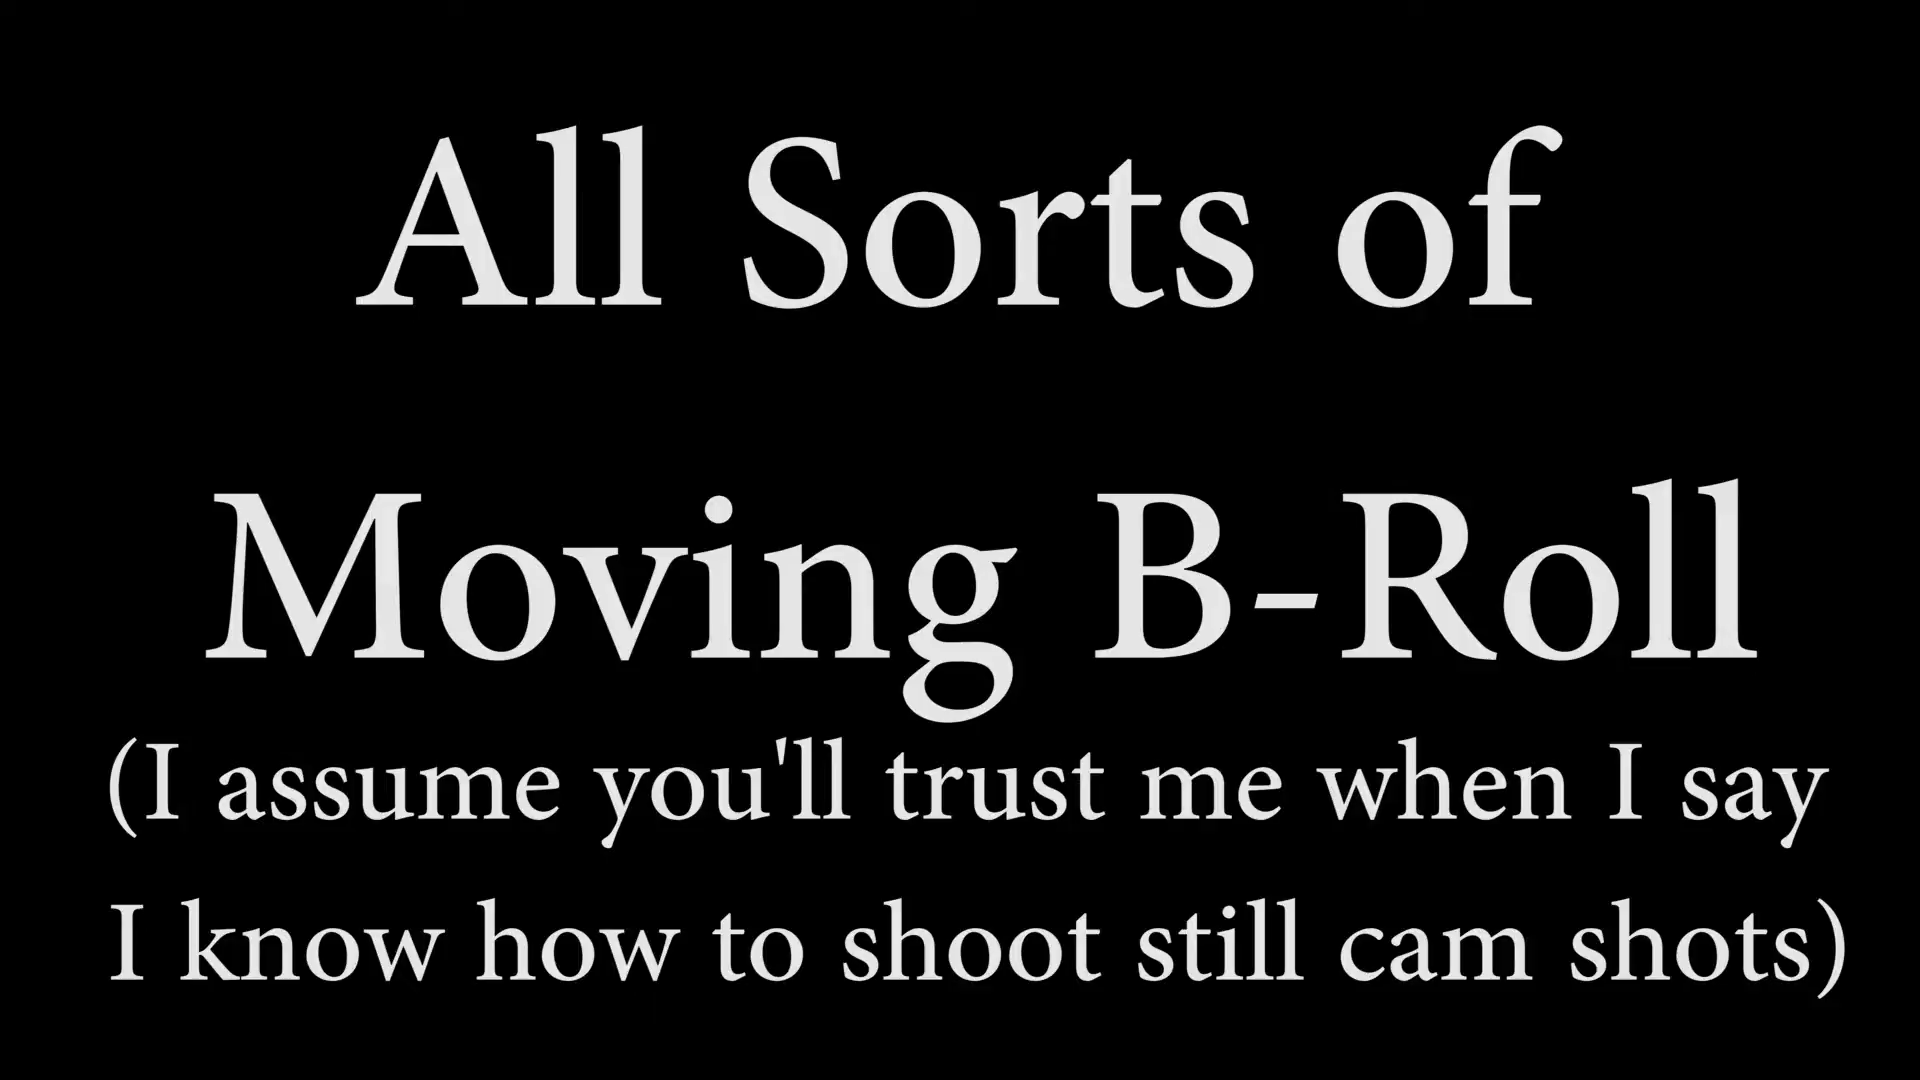 All Sorts of
Moving B-Roll
(I assume you'll trust me when I say
I know how to shoot still cam shots)